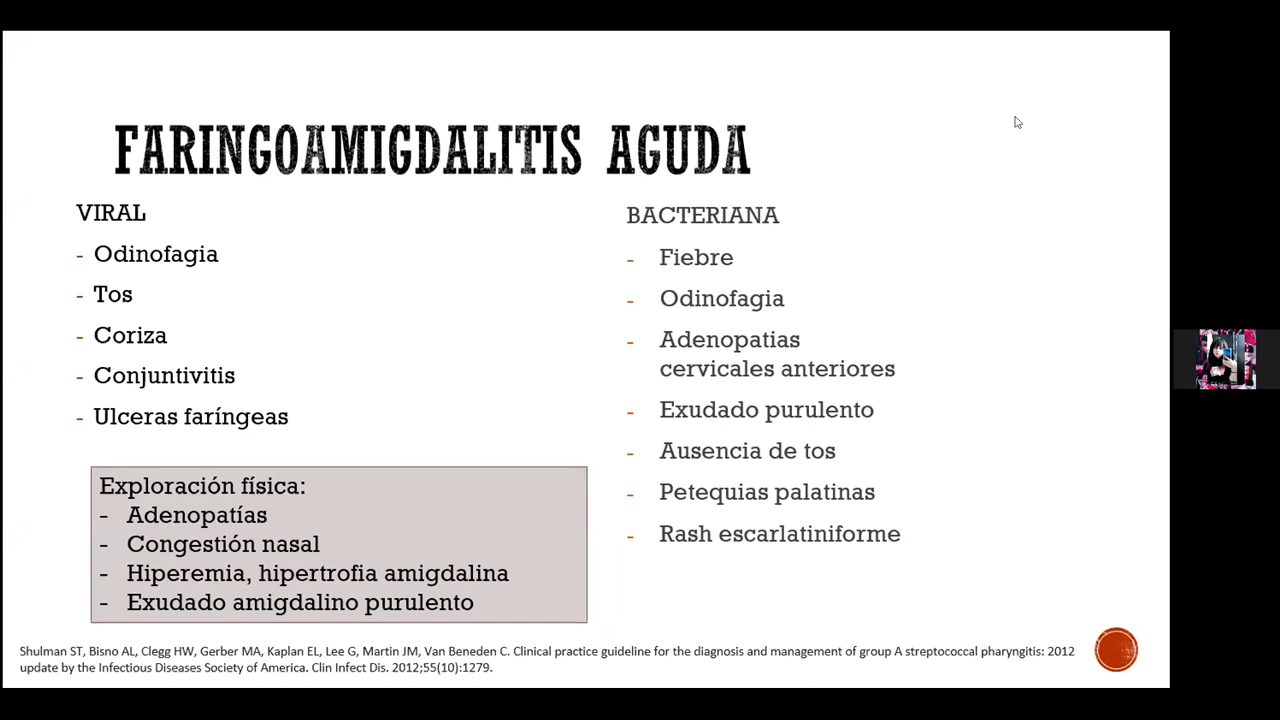 FARINGOAMIGDALITIS AGUDA
VIRAL
- Odinofagia
- Tos
- Coriza
- Conjuntivitis
- Ulceras faríngeas
Exploración física:
- Adenopatías
- Congestión nasal
- Hiperemia, hipertrofia amigdalina
- Exudado amigdalino purulento
BACTERIANA
- Fiebre
- Odinofagia
- Adenopatias
cervicales anteriores
- Exudado purulento
- Ausencia de tos
- Petequias palatinas
- Rash escarlatiniforme
Shulman ST, Bisno AL, Clegg HW, Gerber MA, Kaplan EL, Lee G, Martin JM, Van Beneden C. Clinical practice guideline for the diagnosis and management of group A streptococcal pharyngitis: 2012
update by the Infectious Diseases Society of America. Clin Infect Dis. 2012;55(10):1279.